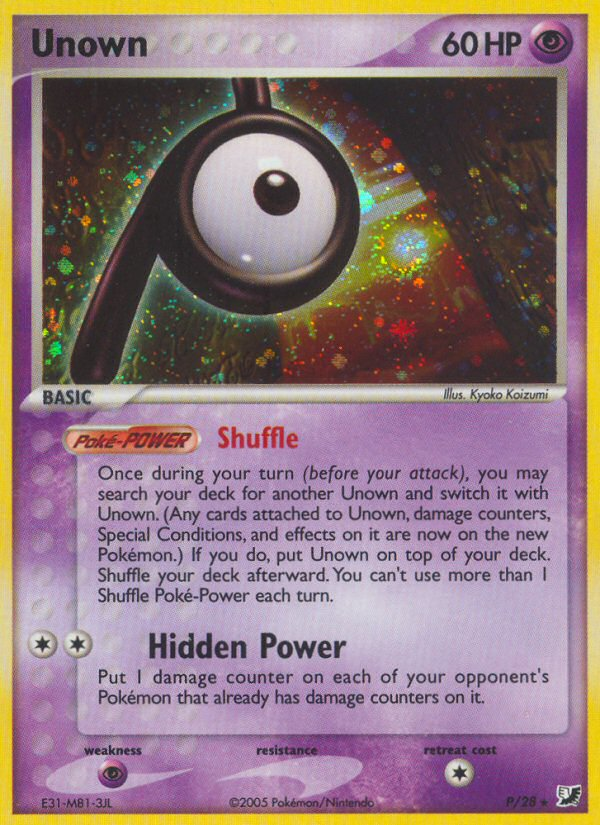 Unown
60 HP
BASIC
Illus. Kyoko Koizumi
Poké-POWER Shuffle
Once during your turn (before your attack), you may
search your deck for another Unown and switch it with
Unown. (Any cards attached to Unown, damage counters,
Special Conditions, and effects on it are now on the new
Pokémon.) If you do, put Unown on top of your deck.
Shuffle your deck afterward. You can't use more than 1
Shuffle Poké-Power each turn.
Hidden Power
Put 1 damage counter on each of your opponent's
Pokémon that already has damage counters on it.
weakness
resistance
retreat cost
E31-M81-3JL
©2005 Pokémon/Nintendo
P/28 ★